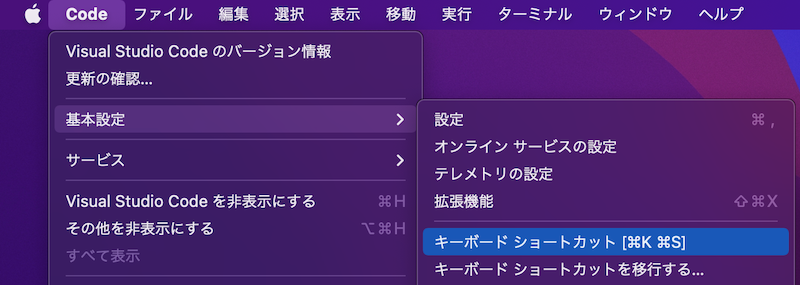 Code ファイル 編集 選択 表示 移動 実行 ターミナル ウィンドウ ヘルプ
Visual Studio Code のバージョン情報
更新の確認...
基本設定
サービス
Visual Studio Code を非表示にする ⌘H
その他を非表示にする ⌥⌘H
すべて表示
設定 ⌘ ,
オンライン サービスの設定
テレメトリの設定
拡張機能 ⇧⌘X
キーボード ショートカット [⌘K ⌘S]
キーボード ショートカットを移行する...